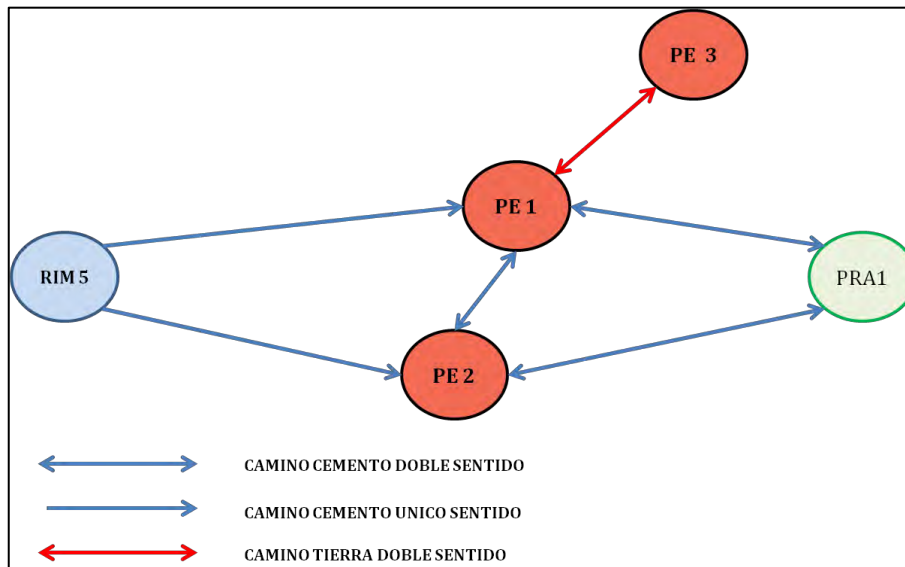 PE 3
PE 1
RIM 5
PRA1
PE 2
CAMINO CEMENTO DOBLE SENTIDO
CAMINO CEMENTO UNICO SENTIDO
CAMINO TIERRA DOBLE SENTIDO